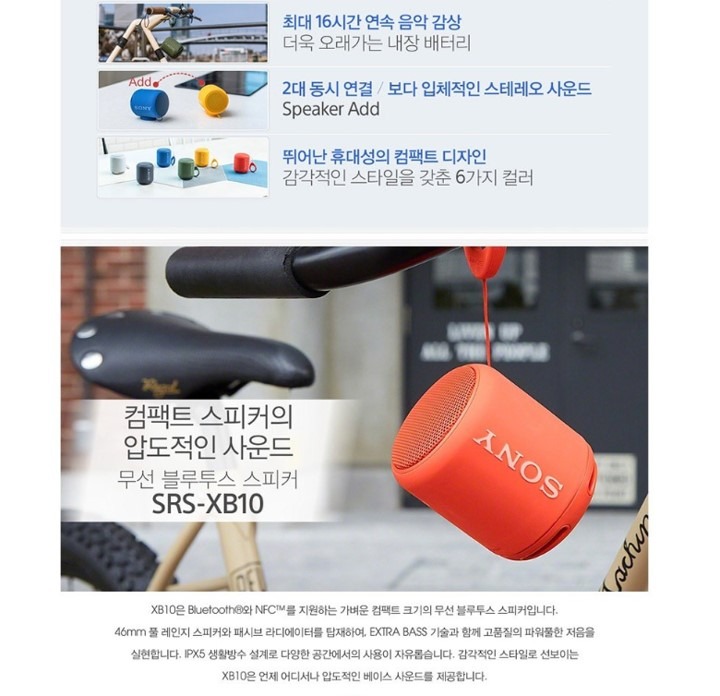 최대 16시간 연속 음악 감상
더욱 오래가는 내장 배터리
Add
SONY
2대 동시 연결 / 보다 입체적인 스테레오 사운드
Speaker Add
뛰어난 휴대성의 컴팩트 디자인
감각적인 스타일을 갖춘 6가지 컬러
LIVEN UP
ALL THE PEOPLE
컴팩트 스피커의
압도적인 사운드
무선 블루투스 스피커
SRS-XB10
SONY
XB10은 Bluetooth®와 NFC™를 지원하는 가벼운 컴팩트 크기의 무선 블루투스 스피커입니다.
46mm 풀 레인지 스피커와 패시브 라디에이터를 탑재하여, EXTRA BASS 기술과 함께 고품질의 파워풀한 저음을
실현합니다. IPX5 생활방수 설계로 다양한 공간에서의 사용이 자유롭습니다. 감각적인 스타일로 선보이는
XB10은 언제 어디서나 압도적인 베이스 사운드를 제공합니다.